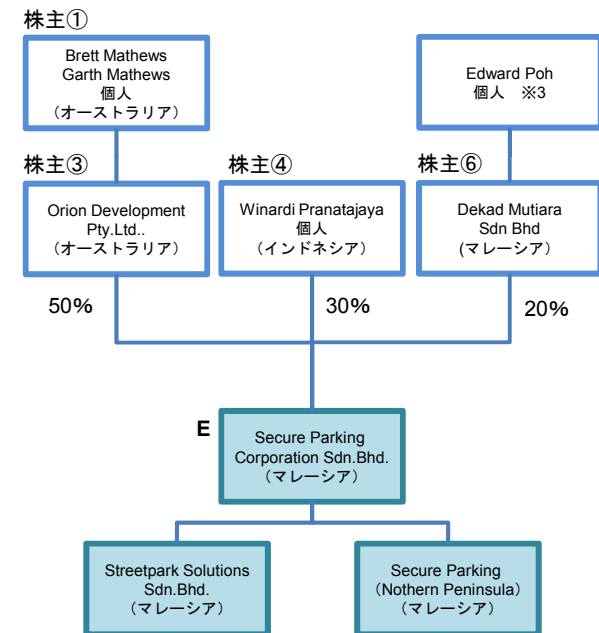 株主①
Brett Mathews
Garth Mathews
個人
（オーストラリア）
Edward Poh
個人　※3
株主③
Orion Development
Pty.Ltd..
（オーストラリア）
株主④
Winardi Pranatajaya
個人
（インドネシア）
株主⑥
Dekad Mutiara
Sdn Bhd
(マレーシア）
50%
30%
20%
E
Secure Parking
Corporation Sdn.Bhd.
（マレーシア）
Streetpark Solutions
Sdn.Bhd.
（マレーシア）
Secure Parking
（Nothern Peninsula）
（マレーシア）